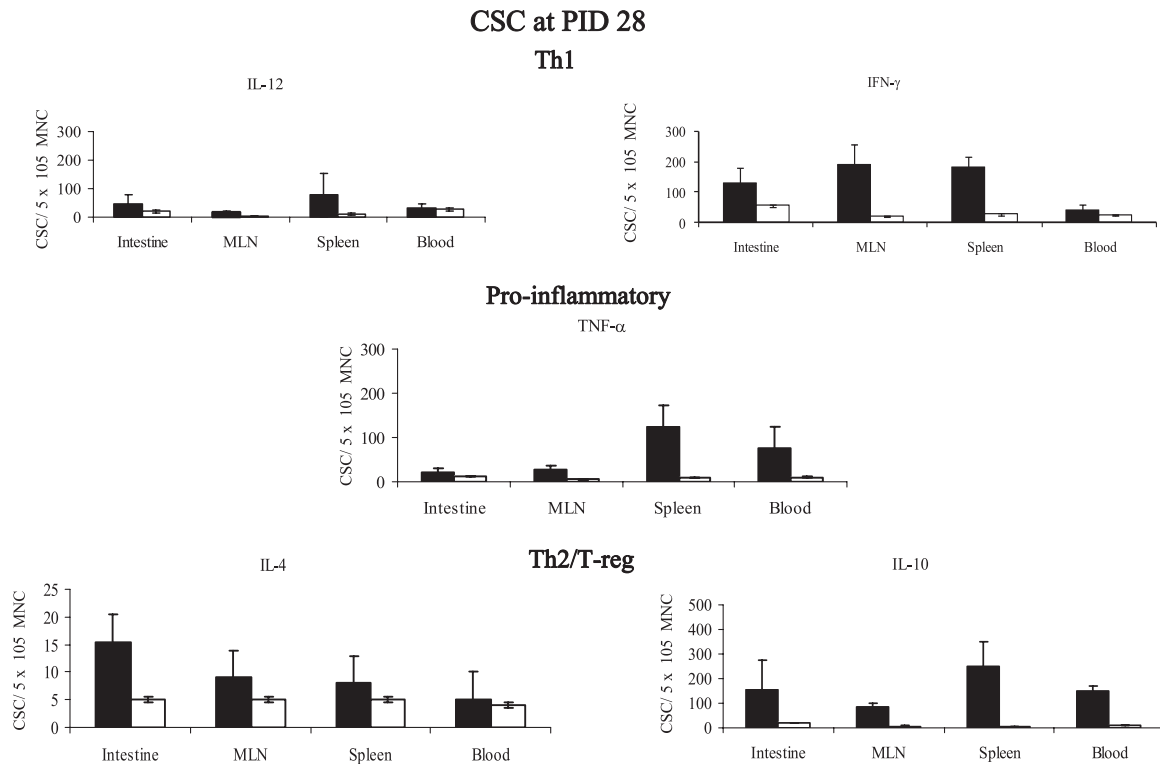 CSC at PID 28
Th1
IL-12
CSC/ 5 x 105 MNC
300
200
100
0
Intestine MLN Spleen Blood
IFN-γ
CSC/ 5 x 105 MNC
300
200
100
0
Intestine MLN Spleen Blood
Pro-inflammatory
TNF-α
CSC/ 5 x 105 MNC
300
200
100
0
Intestine MLN Spleen Blood
Th2/T-reg
IL-4
CSC/ 5 x 105 MNC
25
20
15
10
5
0
Intestine MLN Spleen Blood
IL-10
CSC/ 5 x 105 MNC
500
400
300
200
100
0
Intestine MLN Spleen Blood